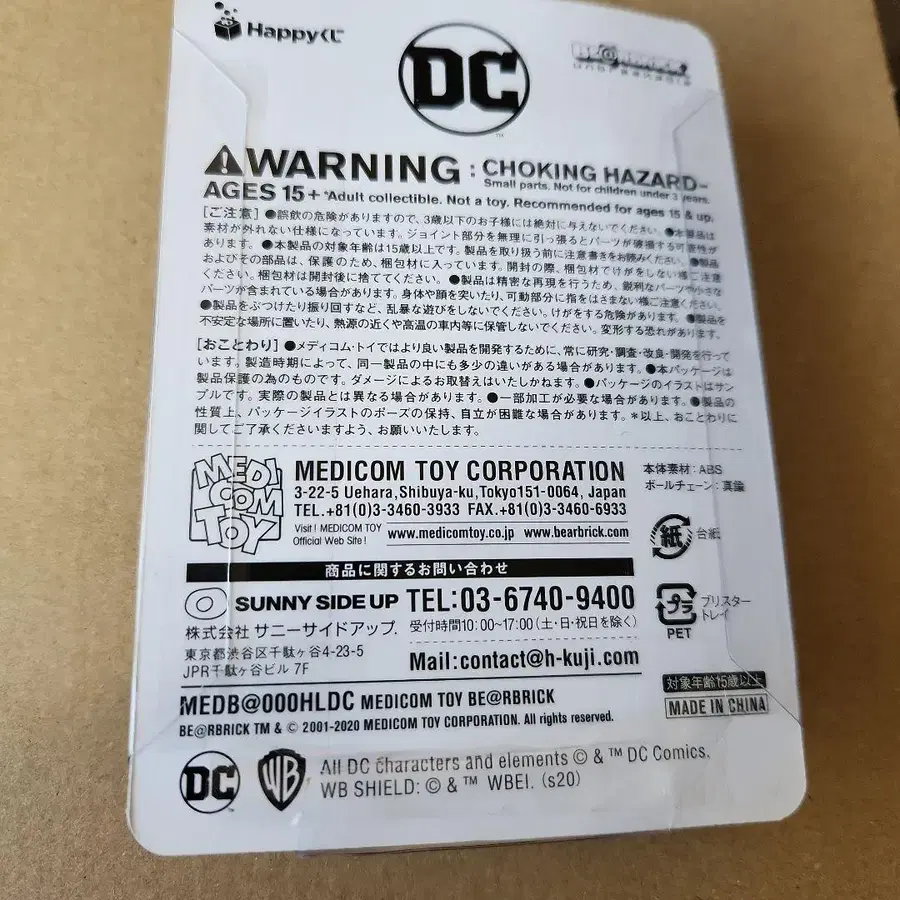 Happyくじ
DC
BE@RBRICK
unbreakable
WARNING : CHOKING HAZARD–
Small parts. Not for children under 3 years.
AGES 15+ *Adult collectible. Not a toy. Recommended for ages 15 & up.
[ご注意] ●誤飲の危険がありますので、3歳以下のお子様には絶対に与えないでください。●本製品は
素材が外れない仕様になっています。ジョイント部分を無理に引っ張るとパーツが破損する可能性が
あります。 ●本製品の対象年齢は15歳以上です。製品を取り扱う前に注意書きをお読みください。●製品
およびその部品は、保護のため、梱包材に入っています。開封の際、梱包材でけがをしない様ご注意
ください。梱包材は開封後に捨ててください。 ●製品は精密な再現を行うため、鋭利なパーツや小さな
パーツが含まれている場合があります。身体や顔を突いたり、可動部分に指をはさまない様ご注意ください。
●製品をぶつけたり振り回すなど、乱暴な遊びをしないでください。けがをする危険があります。●製品を
不安定な場所に置いたり、熱源の近くや高温の車内等に保管しないでください。変形する恐れがあります。
[おことわり] ●メディコム・トイではより良い製品を開発するために、常に研究・調査・改良・開発を行って
います。製造時期によって、同一製品の中にも多少の違いがある場合があります。●本パッケージは
製品保護の為のものです。ダメージによるお取替えはいたしかねます。●パッケージのイラストはサン
プルです。実際の製品とは異なる場合があります。●一部加工が必要な場合があります。●製品の
性質上、パッケージイラストのポーズの保持、自立が困難な場合があります。*以上、おことわりに
関してご了承くださいますよう、お願いいたします。
MEDI
COM
TOY
MEDICOM TOY CORPORATION
3-22-5 Uehara,Shibuya-ku,Tokyo151-0064, Japan
TEL.+81(0)3-3460-3933 FAX.+81(0)3-3460-6933
Visit! MEDICOM TOY
Official Web Site!
www.medicomtoy.co.jp www.bearbrick.com
本体素材：ABS
ボールチェーン：真鍮
紙 台紙
商品に関するお問い合わせ
SUNNY SIDE UP TEL:03-6740-9400
株式会社 サニーサイドアップ. 受付時間10:00~17:00(土・日・祝日を除く)
東京都渋谷区千駄ヶ谷4-23-5
JPR千駄ヶ谷ビル 7F
Mail:contact@h-kuji.com
プラ
PET
ブリスター
トレイ
対象年齢15歳以上
MADE IN CHINA
MEDB@000HLDC MEDICOM TOY BE@RBRICK
BE@RBRICK TM & © 2001-2020 MEDICOM TOY CORPORATION. All rights reserved.
DC
WB
All DC characters and elements © & ™ DC Comics.
WB SHIELD: © & ™ WBEI. (s20)